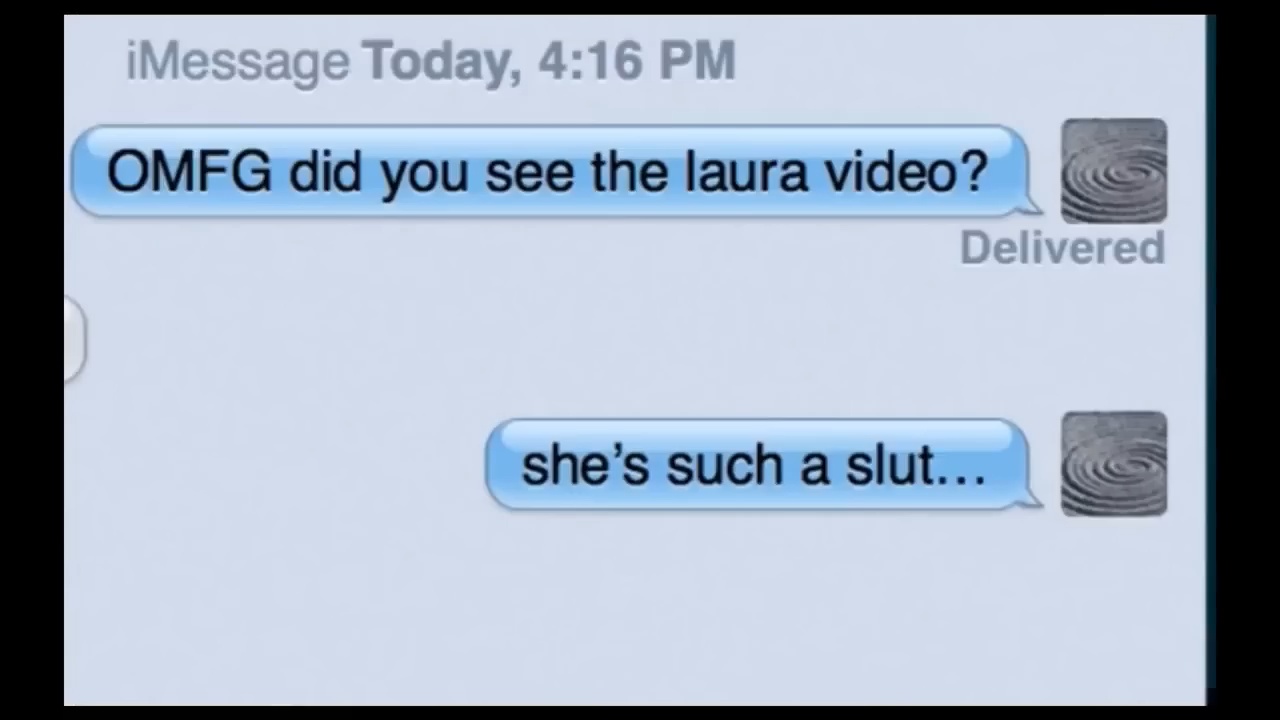 iMessage Today, 4:16 PM
OMFG did you see the laura video?
Delivered
she's such a slut...